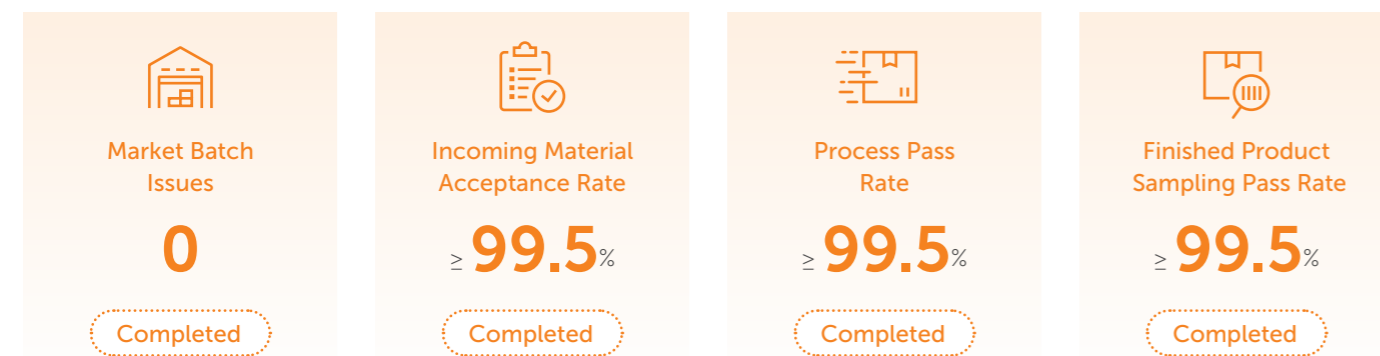 Market Batch
Issues
0
Completed
Incoming Material
Acceptance Rate
≥ 99.5%
Completed
Process Pass
Rate
≥ 99.5%
Completed
Finished Product
Sampling Pass Rate
≥ 99.5%
Completed